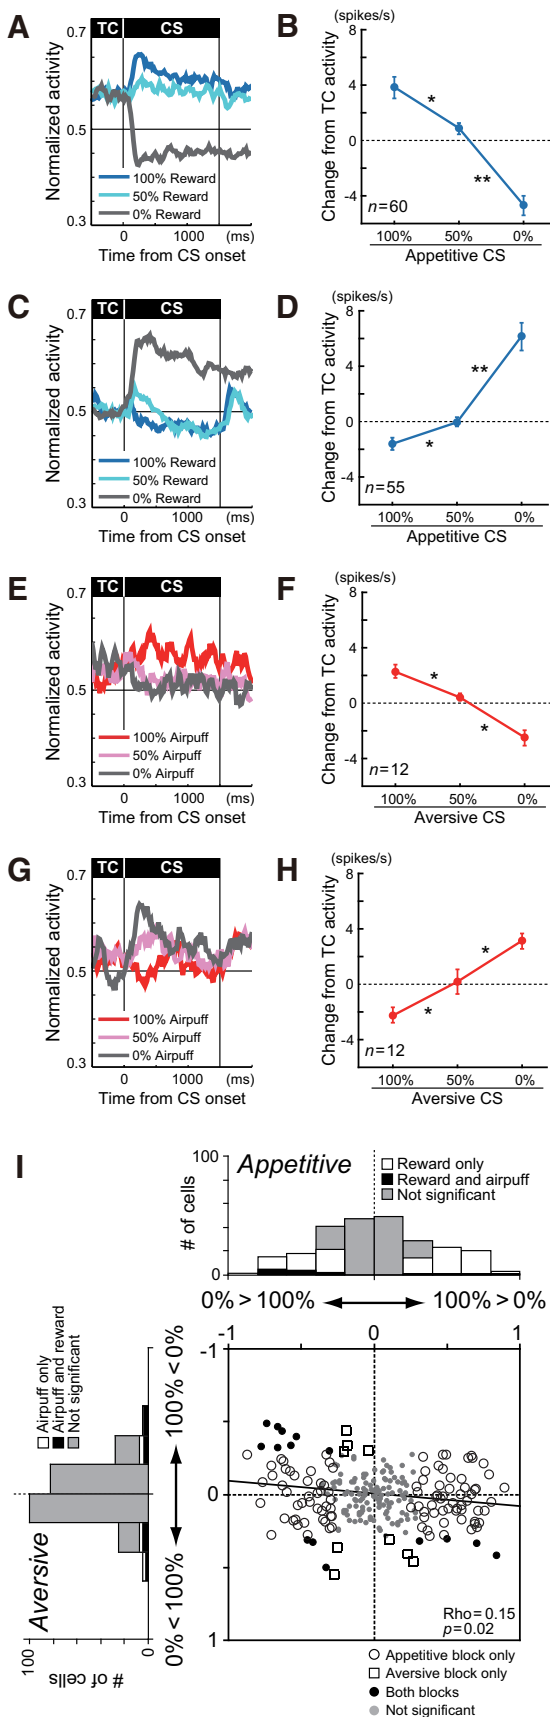 A
TC
CS
0.7
0.5
0.3
Normalized activity
100% Reward
50% Reward
0% Reward
0
1000
(ms)
Time from CS onset
B
(spikes/s)
8
4
0
-4
Change from TC activity
*
**
n=60
100%
50%
0%
Appetitive CS
C
TC
CS
0.7
0.5
0.3
Normalized activity
100% Reward
50% Reward
0% Reward
0
1000
(ms)
Time from CS onset
D
(spikes/s)
8
4
0
-4
Change from TC activity
**
*
n=55
100%
50%
0%
Appetitive CS
E
TC
CS
0.7
0.5
0.3
Normalized activity
100% Airpuff
50% Airpuff
0% Airpuff
0
1000
(ms)
Time from CS onset
F
(spikes/s)
8
4
0
-4
Change from TC activity
*
*
n=12
100%
50%
0%
Aversive CS
G
TC
CS
0.7
0.5
0.3
Normalized activity
100% Airpuff
50% Airpuff
0% Airpuff
0
1000
(ms)
Time from CS onset
H
(spikes/s)
8
4
0
-4
Change from TC activity
*
*
n=12
100%
50%
0%
Aversive CS
I
100
0
# of cells
Appetitive
Reward only
Reward and airpuff
Not significant
0% > 100%
100% > 0%
-1
0
1
-1
0
1
Airpuff only
Airpuff and reward
Not significant
Aversive
100
0
# of cells
100% < 0%
0% < 100%
Rho=0.15
p=0.02
Appetitive block only
Aversive block only
Both blocks
Not significant